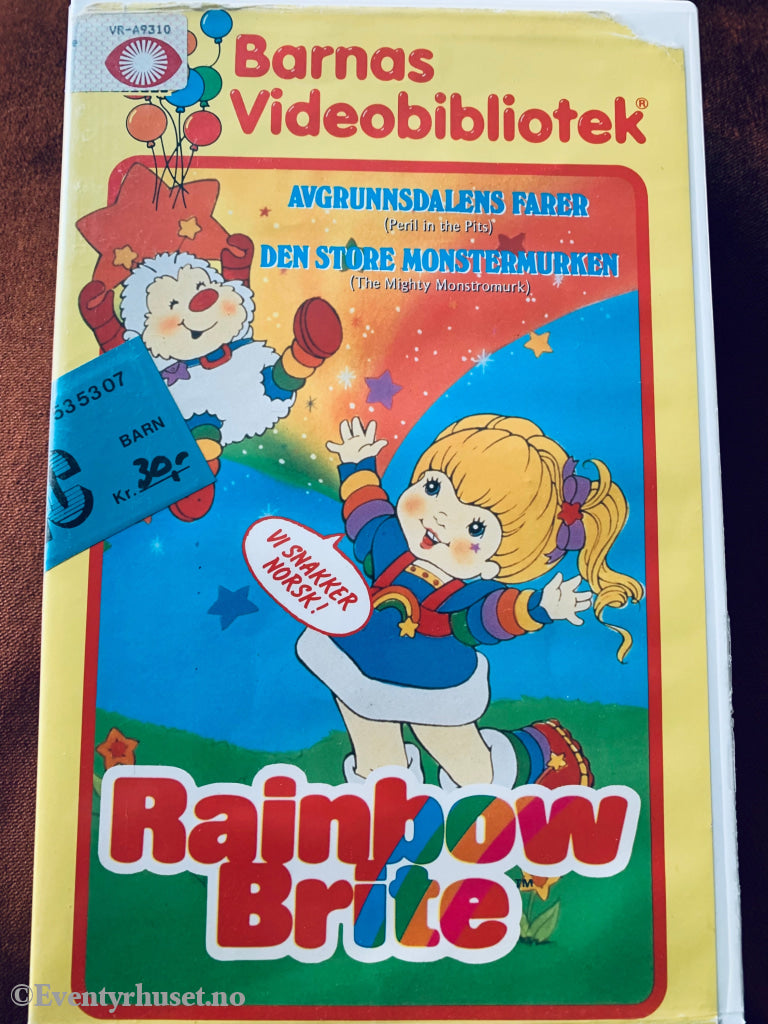 VR-A9310
Barnas
Videobibliotek®
AVGRUNNSDALENS FARER
(Peril in the Pits)
DEN STORE MONSTERMURKEN
(The Mighty Monstromurk)
535307
BARN
Kr. 30,-
VI SNAKKER
NORSK!
Rainbow
Brite™
©Eventyrhuset.no